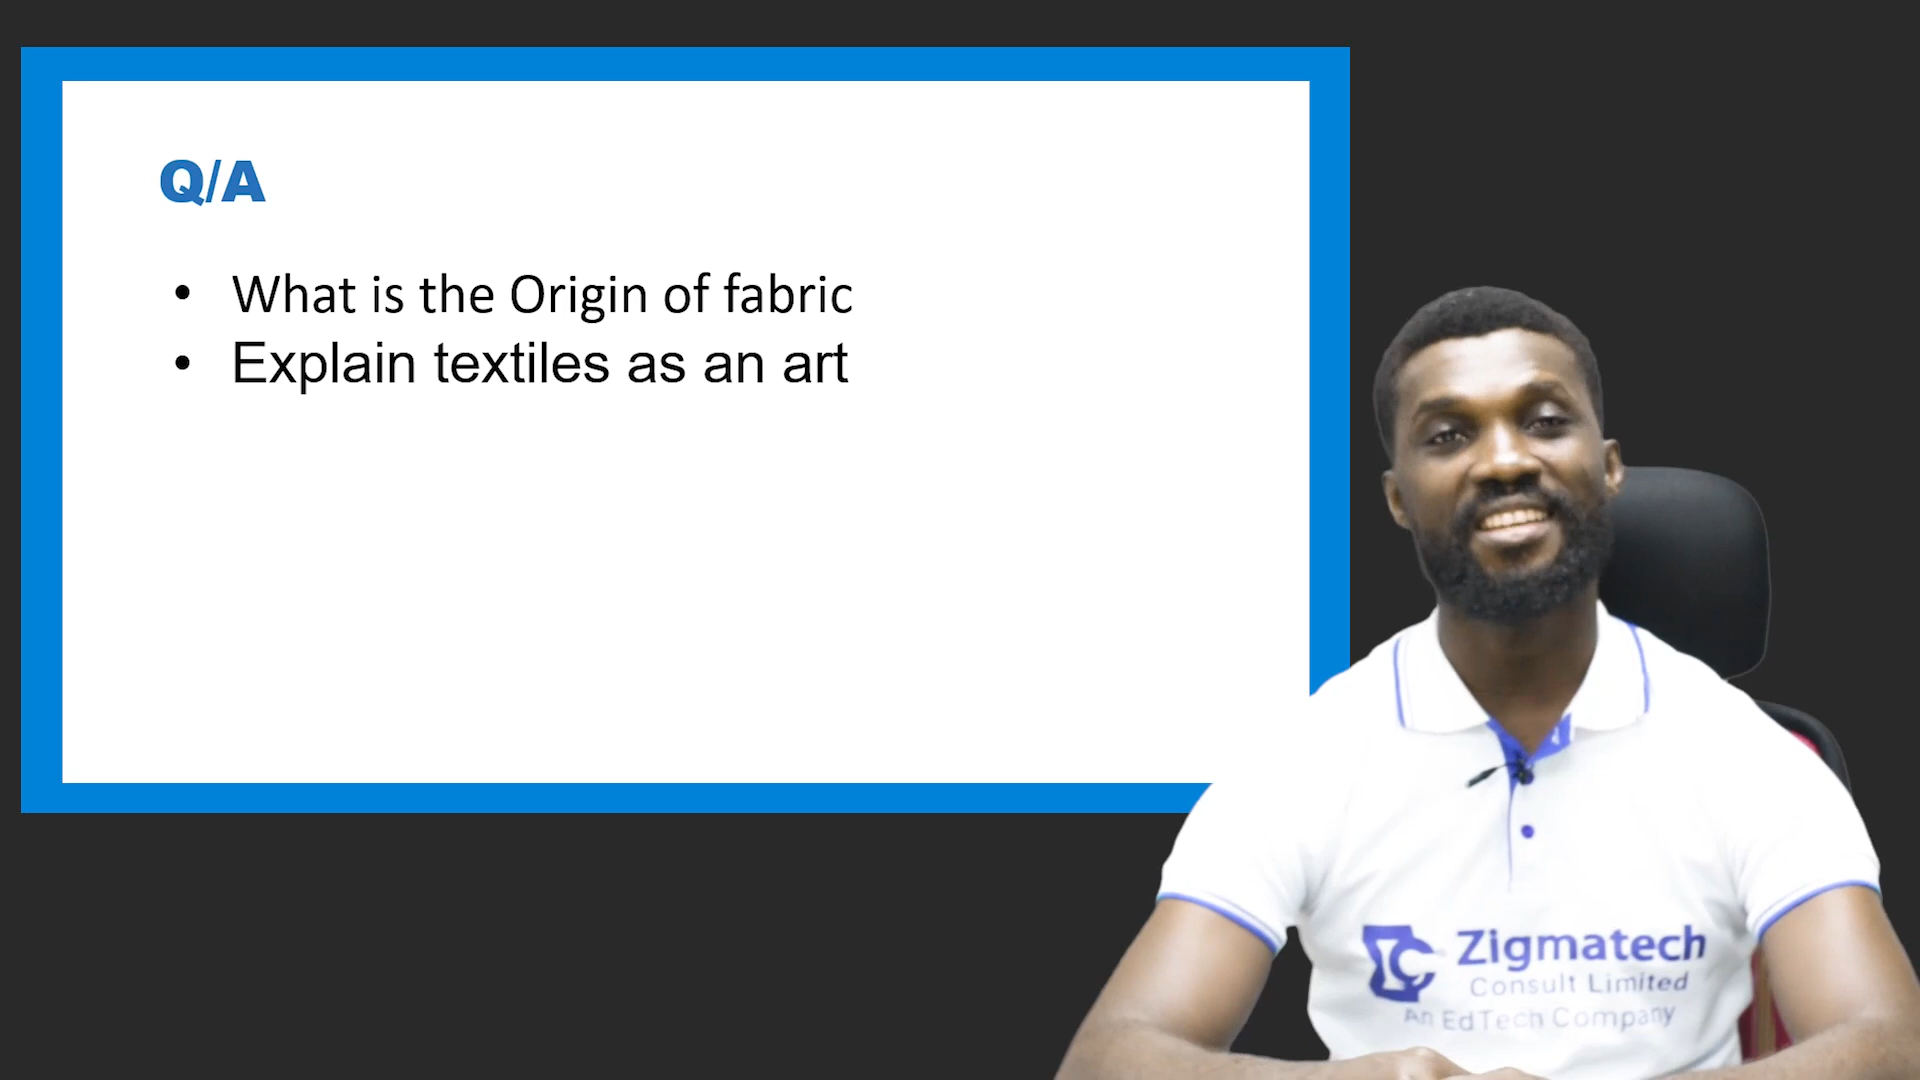 Q/A
• What is the Origin of fabric
• Explain textiles as an art
Zigmatech
Consult Limited
An EdTech Company